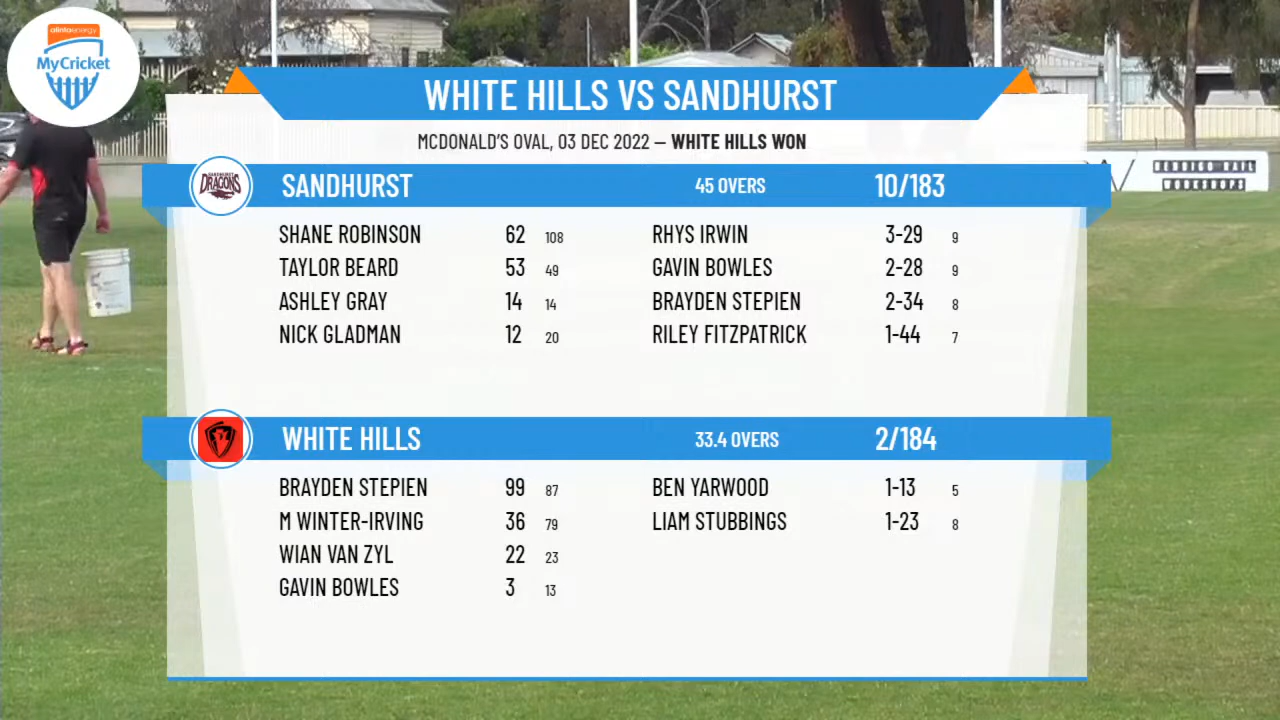 alintaenergy
MyCricket
WHITE HILLS VS SANDHURST
MCDONALD'S OVAL, 03 DEC 2022 – WHITE HILLS WON
SANDHURST 45 OVERS 10/183
DRAGONS
SHANE ROBINSON 62 108 RHYS IRWIN 3-29 9
TAYLOR BEARD 53 49 GAVIN BOWLES 2-28 9
ASHLEY GRAY 14 14 BRAYDEN STEPIEN 2-34 8
NICK GLADMAN 12 20 RILEY FITZPATRICK 1-44 7
WHITE HILLS 33.4 OVERS 2/184
BRAYDEN STEPIEN 99 87 BEN YARWOOD 1-13 5
M WINTER-IRVING 36 79 LIAM STUBBINGS 1-23 8
WIAN VAN ZYL 22 23
GAVIN BOWLES 3 13
WORKSHOPS